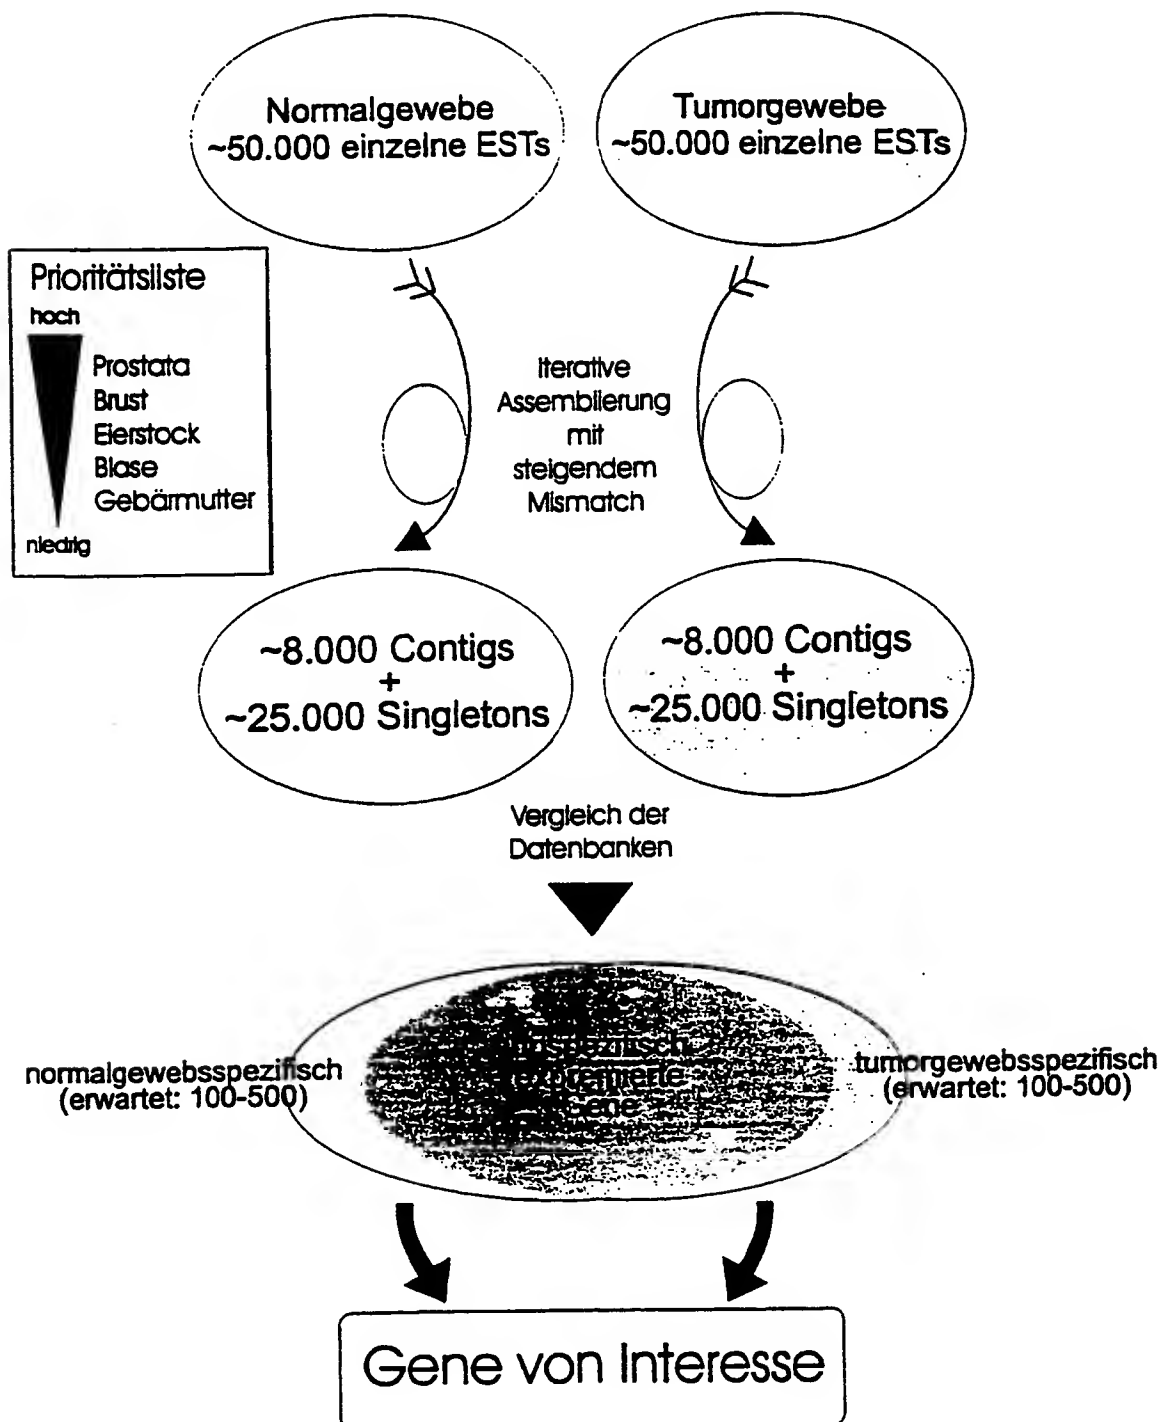 Normalgewebe
~50.000 einzelne ESTs
Tumorgewebe
~50.000 einzelne ESTs
Prioritätsliste
hoch
Prostata
Brust
Eierstock
Blase
Gebärmutter
niedrig
Iterative
Assemblierung
mit
steigendem
Mismatch
~8.000 Contigs
+
~25.000 Singletons
~8.000 Contigs
+
~25.000 Singletons
Vergleich der
Datenbanken
normalgewebsspezifisch
(erwartet: 100-500)
expremierte
tumorgewebsspezifisch
(erwartet: 100-500)
Gene von Interesse